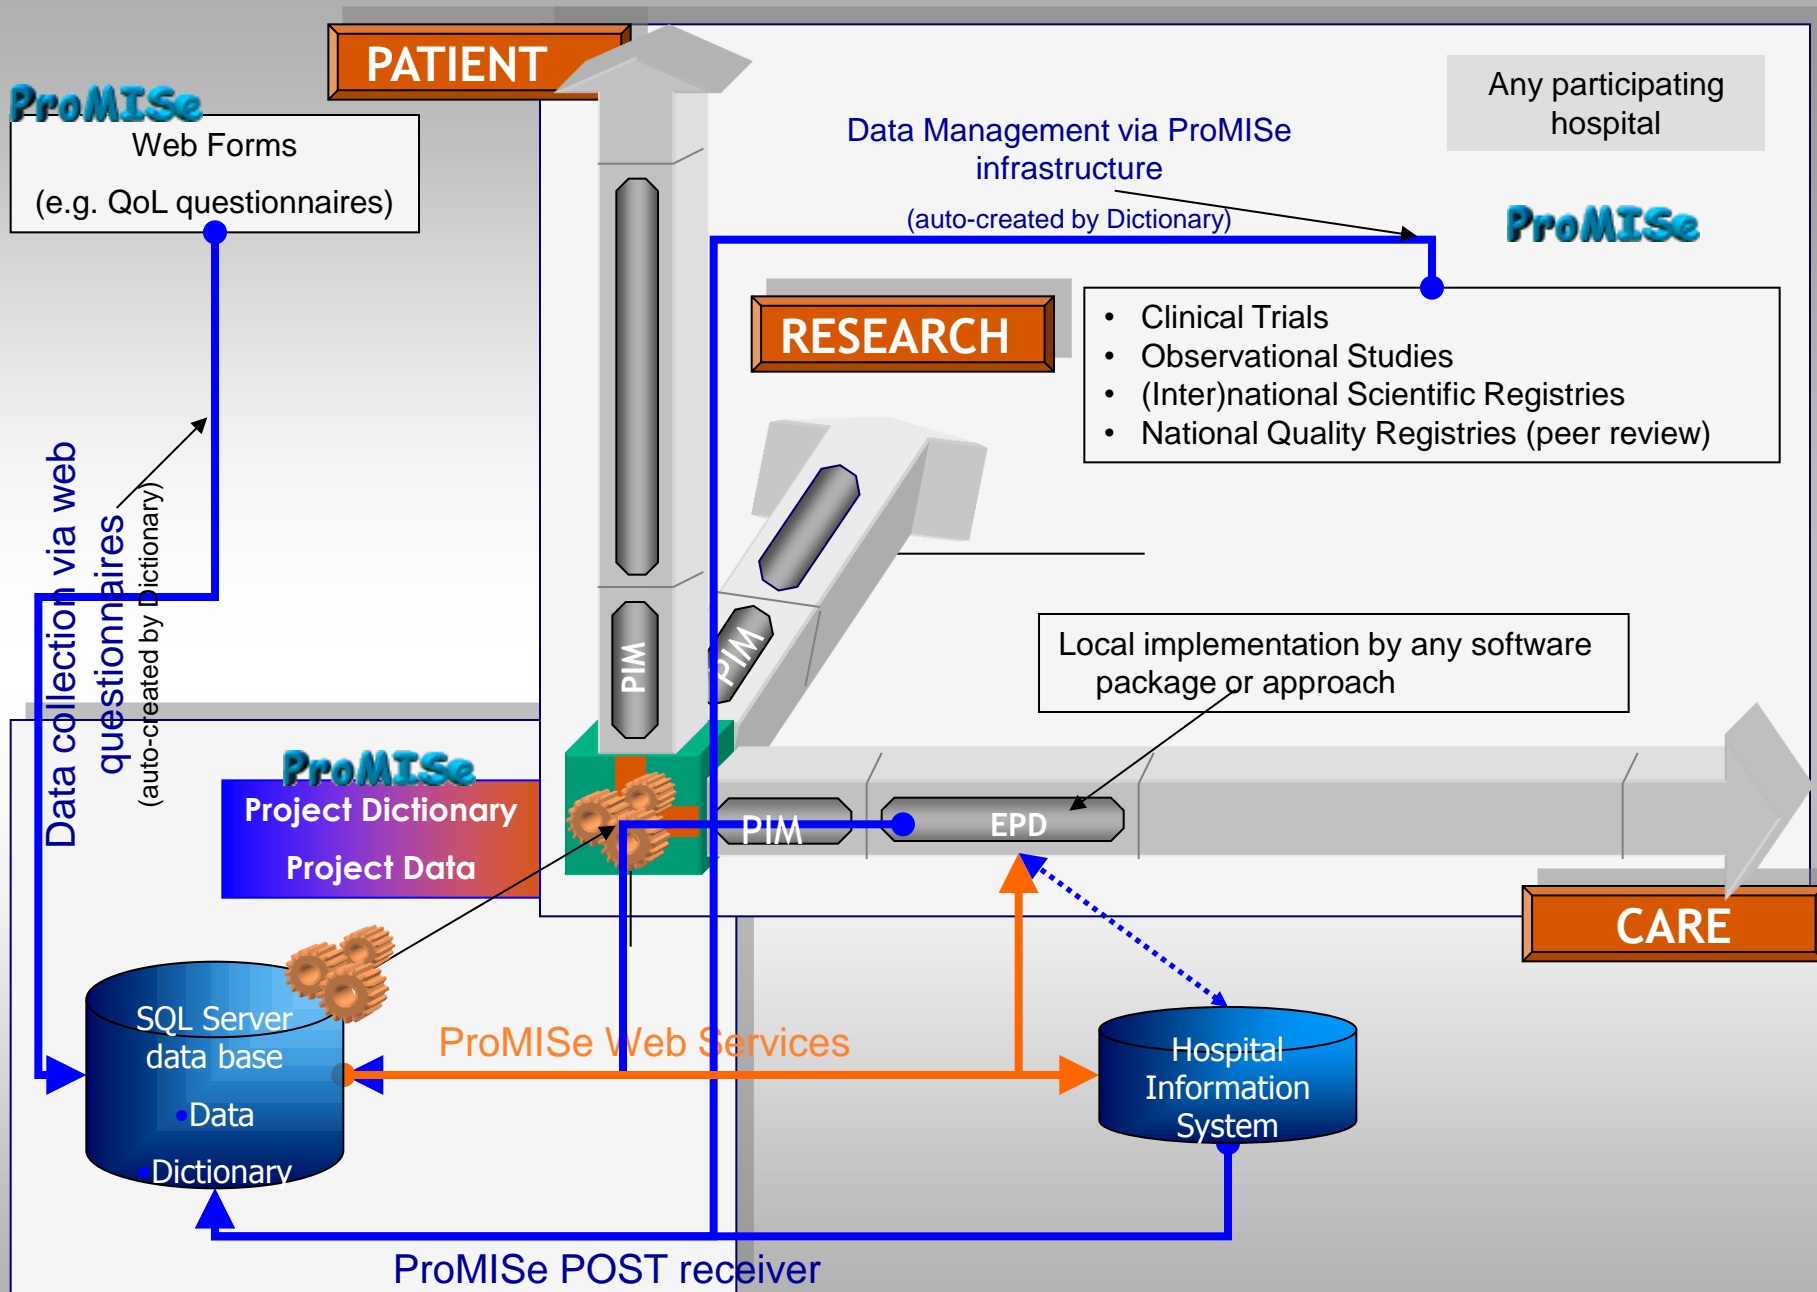 PATIENT
ProMISe
Web Forms
(e.g. QoL questionnaires)
Any participating
hospital
Data Management via ProMISe
infrastructure
(auto-created by Dictionary)
ProMISe
RESEARCH
• Clinical Trials
• Observational Studies
• (Inter)national Scientific Registries
• National Quality Registries (peer review)
Data collection via web
questionnaires
(auto-created by Dictionary)
PIM
PIM
Local implementation by any software
package or approach
ProMISe
Project Dictionary
Project Data
PIM
EPD
CARE
SQL Server
data base
•Data
•Dictionary
ProMISe Web Services
Hospital
Information
System
ProMISe POST receiver